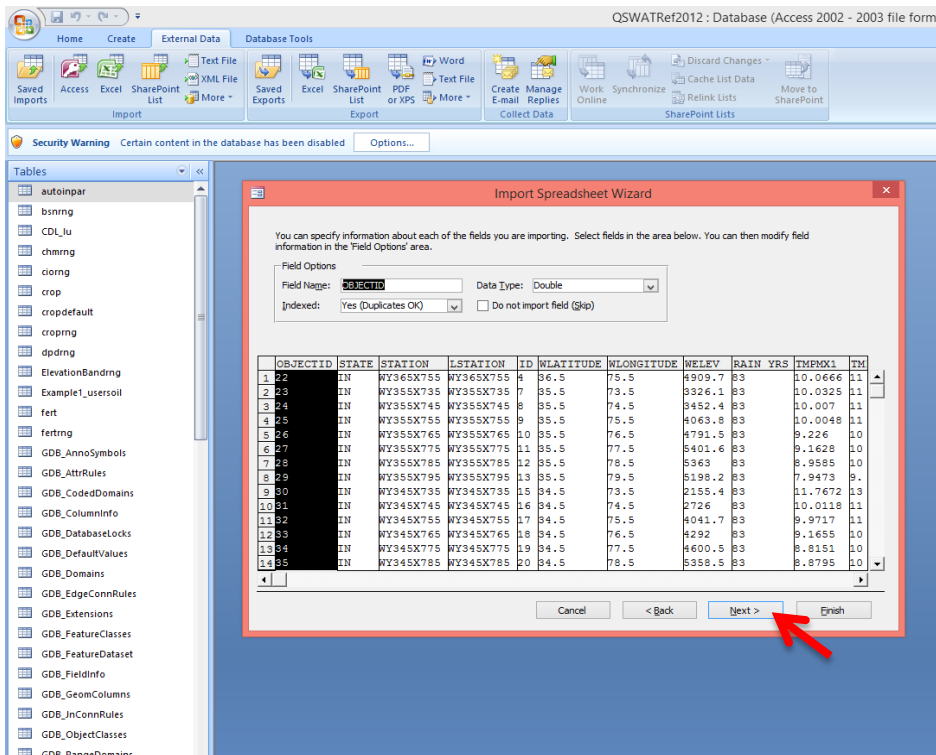 QSWATRef2012 : Database (Access 2002 - 2003 file form
Home Create External Data Database Tools
Saved Imports
Access
Excel
SharePoint List
Text File
XML File
More
Import
Saved Exports
Excel
SharePoint List
PDF or XPS
Word
Text File
More
Export
Create E-mail
Manage Replies
Collect Data
Work Online
Synchronize
Discard Changes
Cache List Data
Relink Lists
Move to SharePoint
SharePoint Lists
Security Warning Certain content in the database has been disabled Options...
Tables
autoinpar
bsnrng
CDL_lu
chmrng
ciorng
crop
cropdefault
croprng
dpdrng
ElevationBandrng
Example1_usersoil
fert
fertrng
GDB_AnnoSymbols
GDB_AttrRules
GDB_CodedDomains
GDB_ColumnInfo
GDB_DatabaseLocks
GDB_DefaultValues
GDB_Domains
GDB_EdgeConnRules
GDB_Extensions
GDB_FeatureClasses
GDB_FeatureDataset
GDB_FieldInfo
GDB_GeomColumns
GDB_JnConnRules
GDB_ObjectClasses
GDB_RangeDomains
Import Spreadsheet Wizard
You can specify information about each of the fields you are importing. Select fields in the area below. You can then modify field
information in the 'Field Options' area.
Field Options
Field Name: OBJECTID Data Type: Double
Indexed: Yes (Duplicates OK) Do not import field (Skip)
OBJECTID STATE STATION LSTATION ID WLATITUDE WLONGITUDE WELEV RAIN YRS TMPMX1 TM
1 22 IN WY365X755 WY365X755 4 36.5 75.5 4909.7 83 10.0666 11
2 23 IN WY355X735 WY355X735 7 35.5 73.5 3326.1 83 10.0325 11
3 24 IN WY355X745 WY355X745 8 35.5 74.5 3452.4 83 10.007 11
4 25 IN WY355X755 WY355X755 9 35.5 75.5 4063.8 83 10.0048 11
5 26 IN WY355X765 WY355X765 10 35.5 76.5 4791.5 83 9.226 10
6 27 IN WY355X775 WY355X775 11 35.5 77.5 5401.6 83 9.1628 10
7 28 IN WY355X785 WY355X785 12 35.5 78.5 5363 83 8.9585 10
8 29 IN WY355X795 WY355X795 13 35.5 79.5 5198.2 83 7.9473 9.
9 30 IN WY345X735 WY345X735 15 34.5 73.5 2155.4 83 11.7672 13
10 31 IN WY345X745 WY345X745 16 34.5 74.5 2726 83 10.0118 11
11 32 IN WY345X755 WY345X755 17 34.5 75.5 4041.7 83 9.9717 11
12 33 IN WY345X765 WY345X765 18 34.5 76.5 4292 83 9.1655 10
13 34 IN WY345X775 WY345X775 19 34.5 77.5 4600.5 83 8.8151 10
14 35 IN WY345X785 WY345X785 20 34.5 78.5 5358.5 83 8.8795 10
Cancel < Back Next > Finish